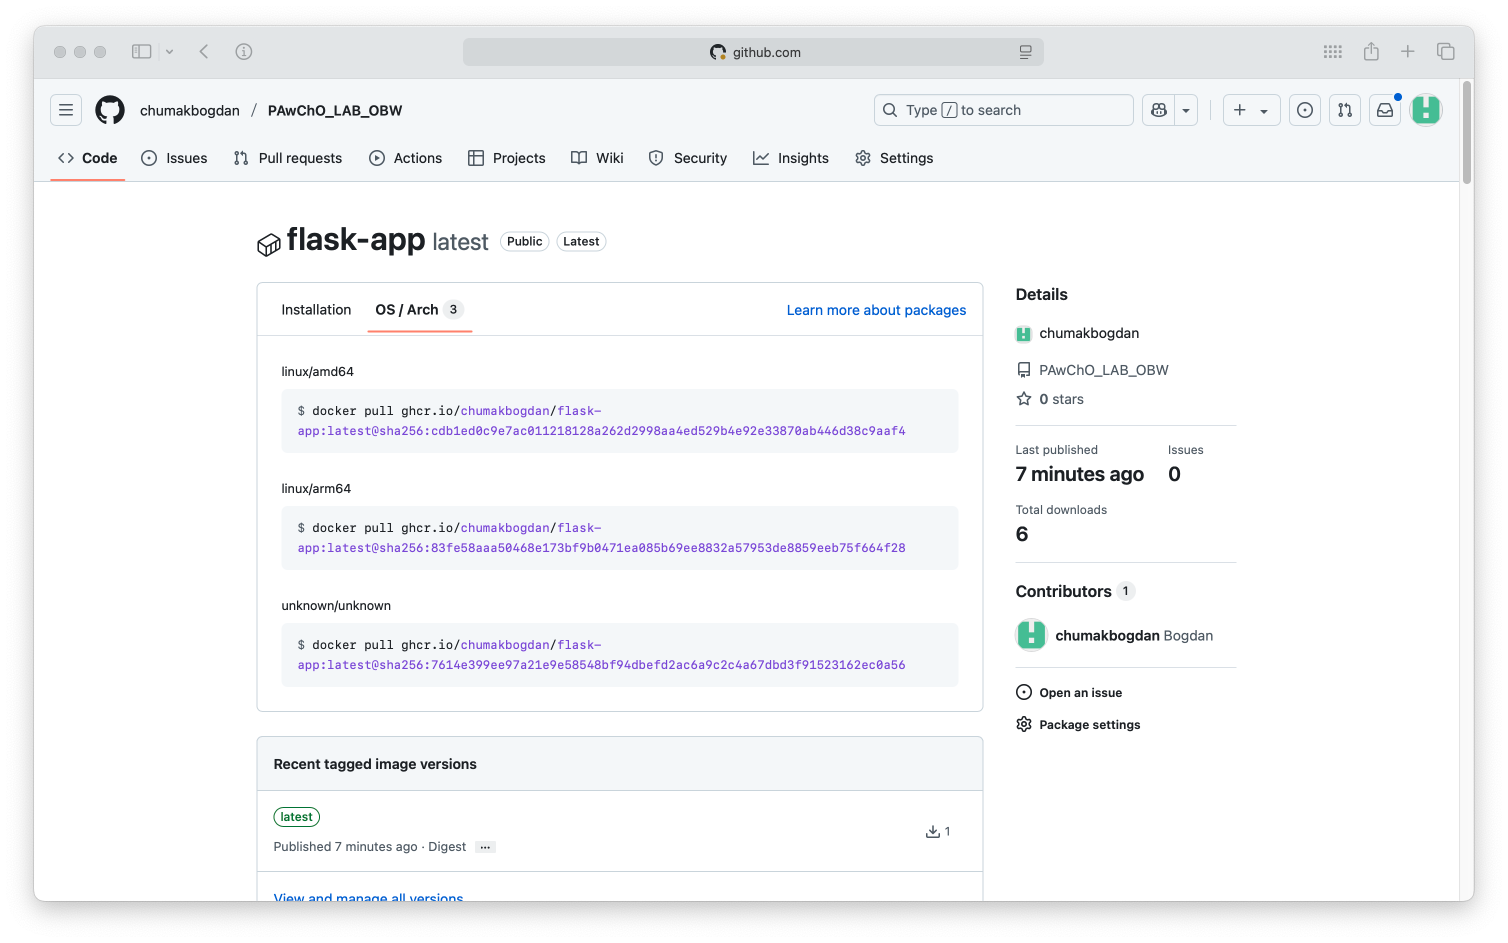 github.com
chumakbogdan / PAwChO_LAB_OBW
Type / to search
Code Issues Pull requests Actions Projects Wiki Security Insights Settings
flask-app latest Public Latest
Installation OS / Arch 3 Learn more about packages
linux/amd64
$ docker pull ghcr.io/chumakbogdan/flask-
app:latest@sha256:cdb1ed0c9e7ac011218128a262d2998aa4ed529b4e92e33870ab446d38c9aaf4
linux/arm64
$ docker pull ghcr.io/chumakbogdan/flask-
app:latest@sha256:83fe58aaa50468e173bf9b0471ea085b69ee8832a57953de8859eeb75f664f28
unknown/unknown
$ docker pull ghcr.io/chumakbogdan/flask-
app:latest@sha256:7614e399ee97a21e9e58548bf94dbefd2ac6a9c2c4a67dbd3f91523162ec0a56
Recent tagged image versions
latest
Published 7 minutes ago · Digest ...
1
View and manage all versions
Details
chumakbogdan
PAwChO_LAB_OBW
0 stars
Last published Issues
7 minutes ago 0
Total downloads
6
Contributors 1
chumakbogdan Bogdan
Open an issue
Package settings